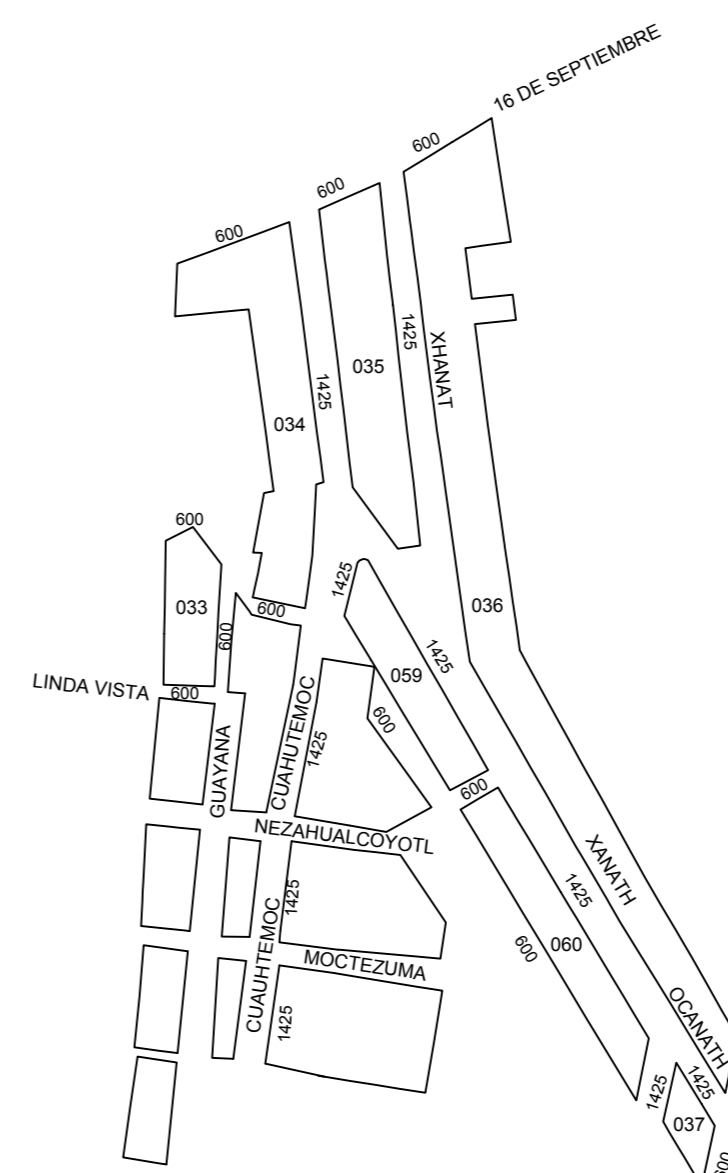 16 DE SEPTIEMBRE
600
600
600
1425
XHANAT
035
1425
034
600
1425
036
033
600
600
1425
059
LINDA VISTA
600
CUAHUTEMOC
600
1425
GUAYANA
600
NEZAHUALCOYOTL
XANATH
1425
1425
600
060
CUAUHTEMOC
MOCTEZUMA
1425
OCANATH
1425
1425
037
600